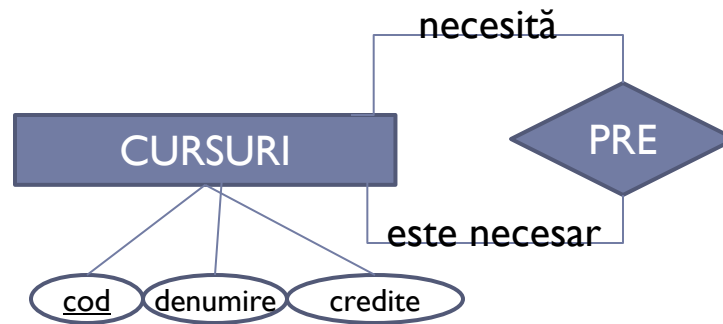 necesită
CURSURI
PRE
este necesar
cod
denumire
credite